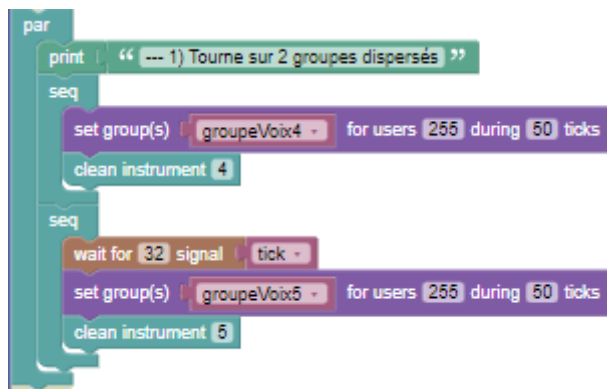 par
print “ --- 1) Tourne sur 2 groupes dispersés ”
seq
set group(s) groupeVoix4 for users 255 during 50 ticks
clean instrument 4
seq
wait for 32 signal tick
set group(s) groupeVoix5 for users 255 during 50 ticks
clean instrument 5